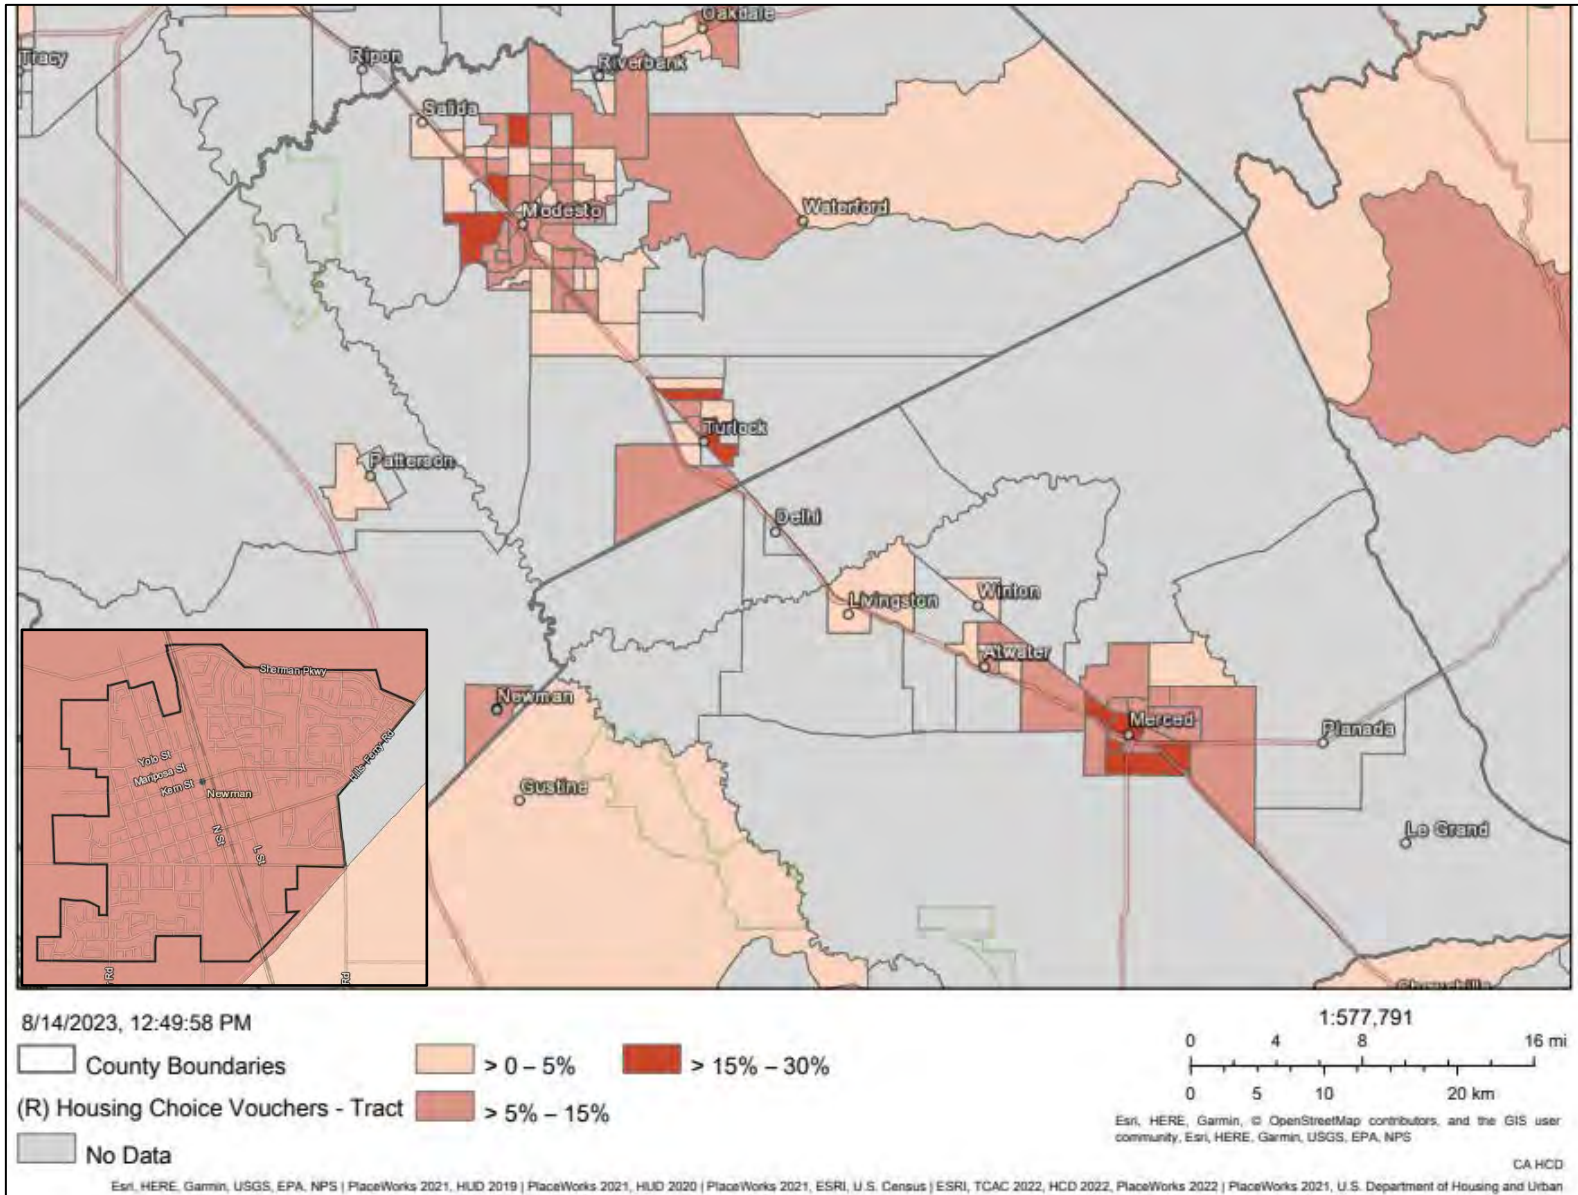 Oakdale
Tracy
Ripon
Riverbank
Salida
Modesto
Waterford
Turlock
Patterson
Delhi
Livingston
Winton
Atwater
Newman
Merced
Planada
Gustine
Le Grand
Chowchilla
Sherman Pkwy
Hills-Ferry-Rd
Yolo St
Mariposa St
Kern St
Newman
N St
L St
Rd
Rd
8/14/2023, 12:49:58 PM
County Boundaries
(R) Housing Choice Vouchers - Tract
No Data
> 0 – 5%
> 5% – 15%
> 15% – 30%
1:577,791
0 4 8 16 mi
0 5 10 20 km
Esri, HERE, Garmin, © OpenStreetMap contributors, and the GIS user
community, Esri, HERE, Garmin, USGS, EPA, NPS
CA HCD
Esri, HERE, Garmin, USGS, EPA, NPS | PlaceWorks 2021, HUD 2019 | PlaceWorks 2021, HUD 2020 | PlaceWorks 2021, ESRI, U.S. Census | ESRI, TCAC 2022, HCD 2022, PlaceWorks 2022 | PlaceWorks 2021, U.S. Department of Housing and Urban